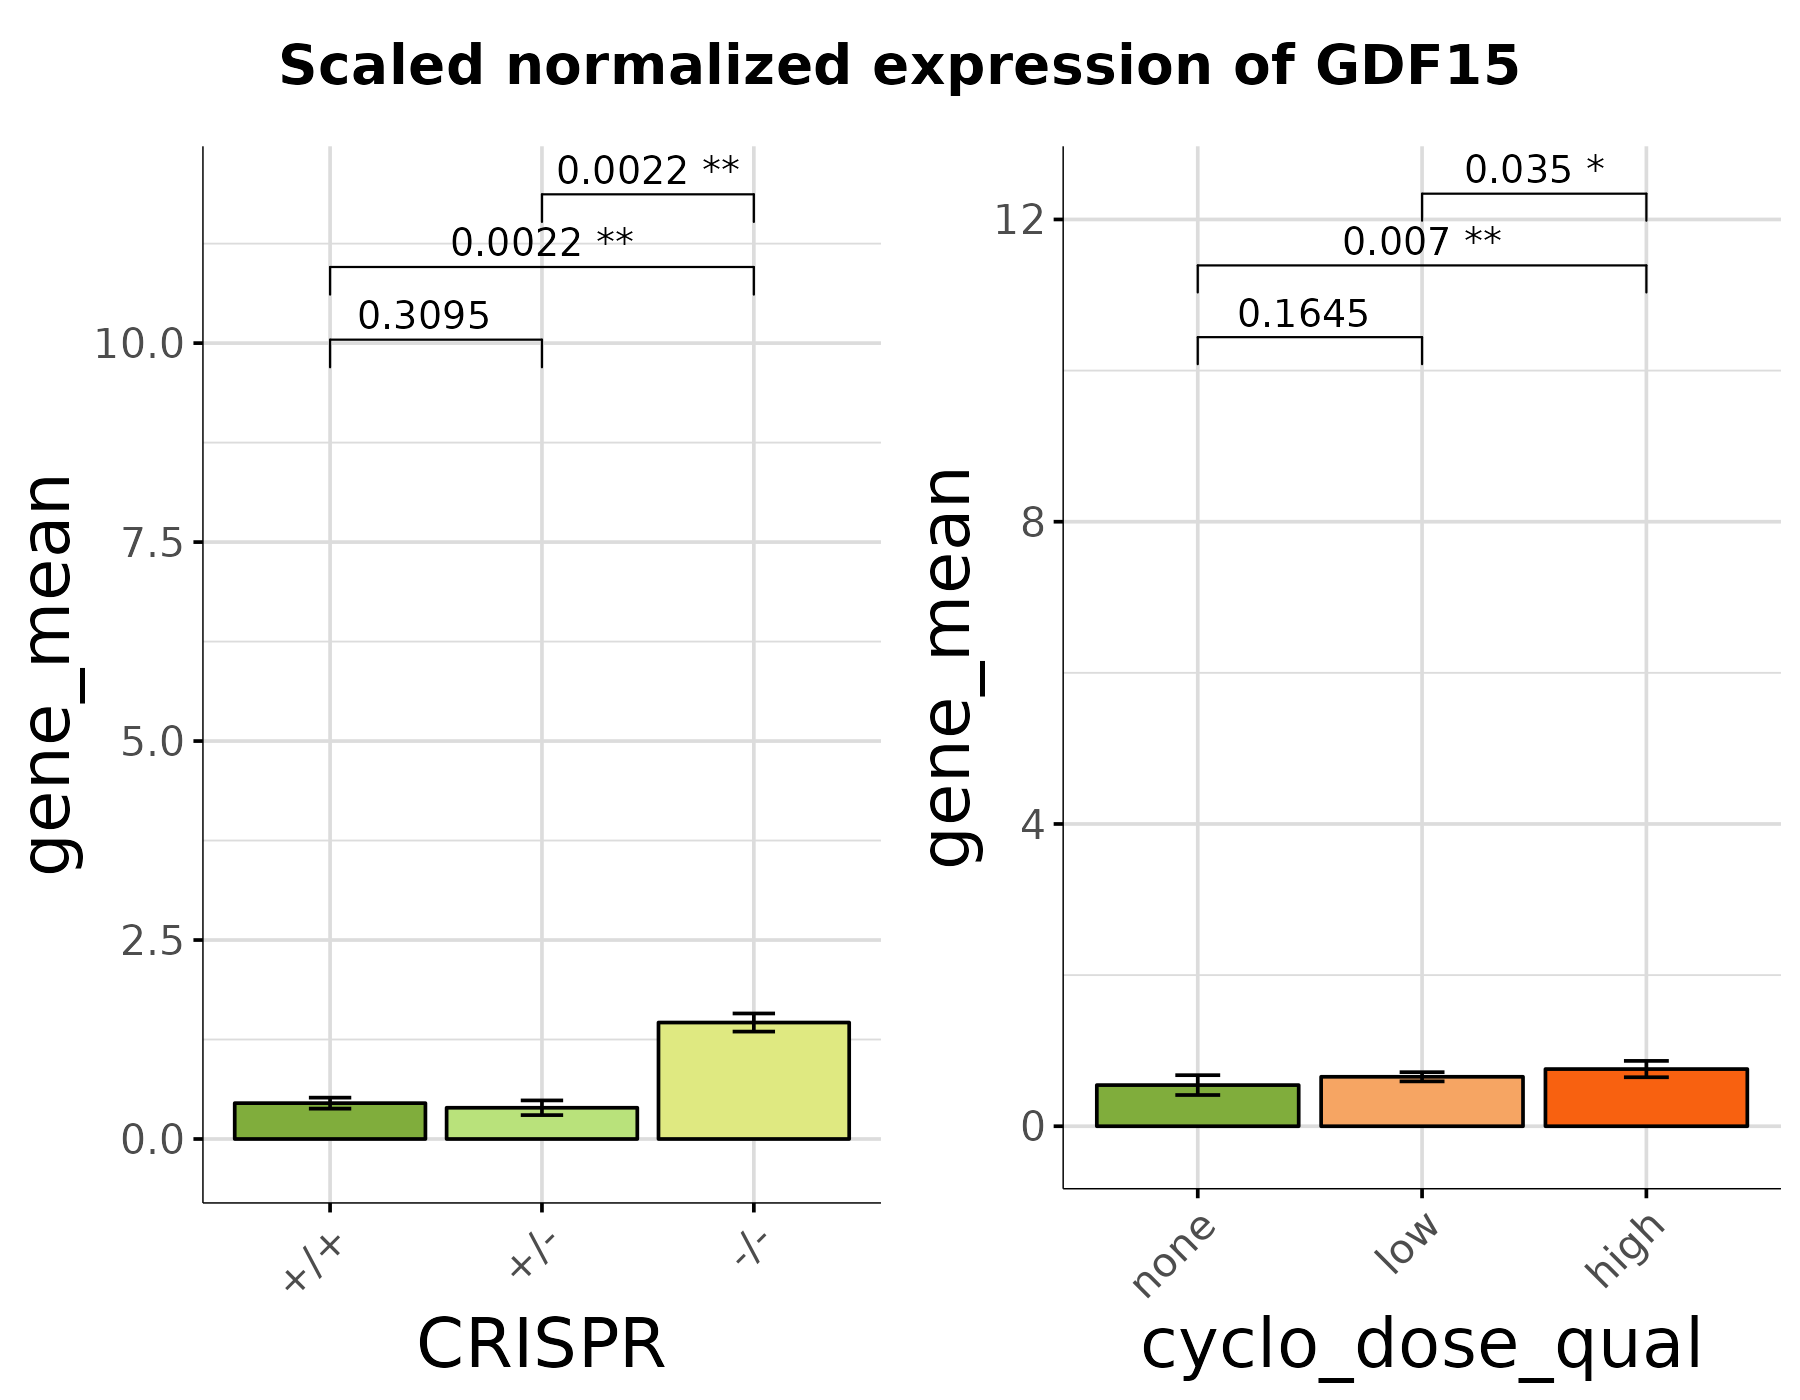 Scaled normalized expression of GDF15
gene_mean
10.0
7.5
5.0
2.5
0.0
0.0022 **
0.0022 **
0.3095
+/+
+/-
-/-
CRISPR
gene_mean
12
8
4
0
0.035 *
0.007 **
0.1645
none
low
high
cyclo_dose_qual